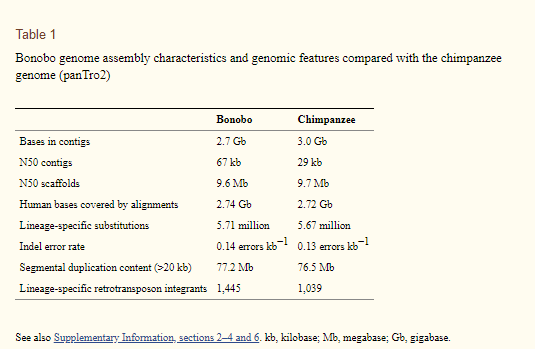 Table 1
Bonobo genome assembly characteristics and genomic features compared with the chimpanzee
genome (panTro2)
Bonobo Chimpanzee
Bases in contigs 2.7 Gb 3.0 Gb
N50 contigs 67 kb 29 kb
N50 scaffolds 9.6 Mb 9.7 Mb
Human bases covered by alignments 2.74 Gb 2.72 Gb
Lineage-specific substitutions 5.71 million 5.67 million
Indel error rate 0.14 errors kb⁻¹ 0.13 errors kb⁻¹
Segmental duplication content (>20 kb) 77.2 Mb 76.5 Mb
Lineage-specific retrotransposon integrants 1,445 1,039
See also Supplementary Information, sections 2–4 and 6. kb, kilobase; Mb, megabase; Gb, gigabase.